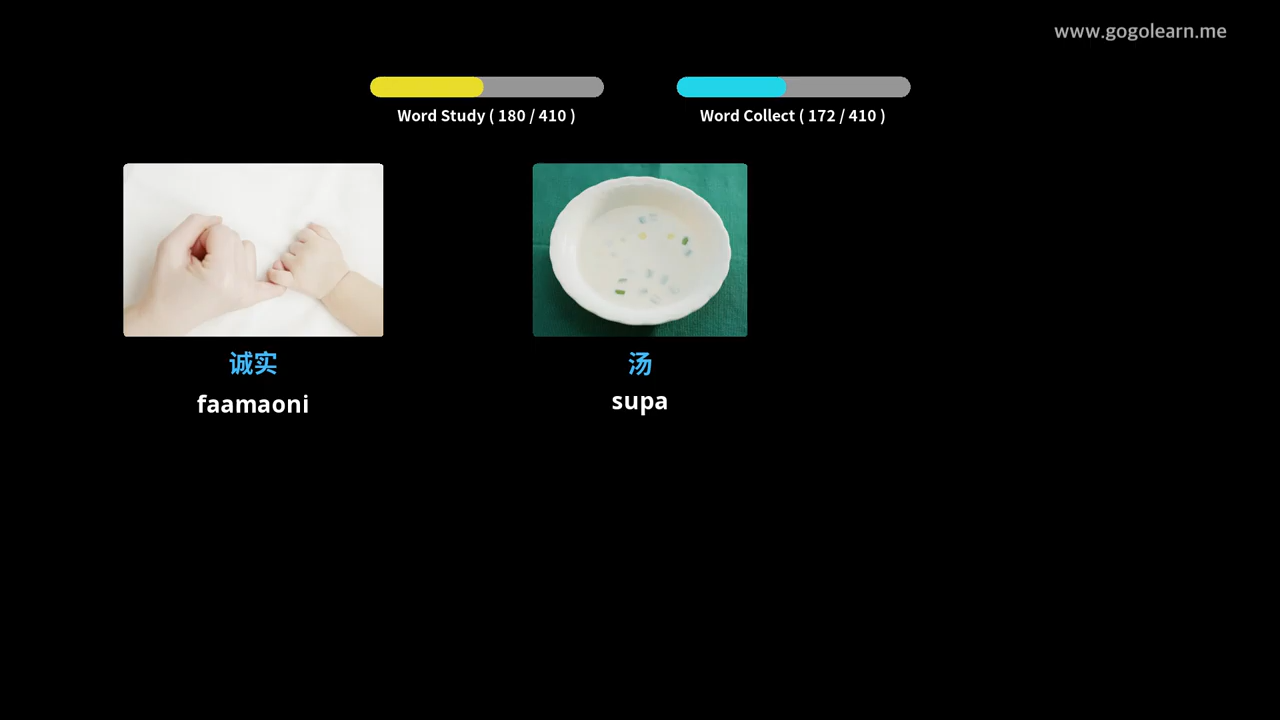 www.gogolearn.me
Word Study ( 180 / 410 )
Word Collect ( 172 / 410 )
诚实
faamaoni
汤
supa